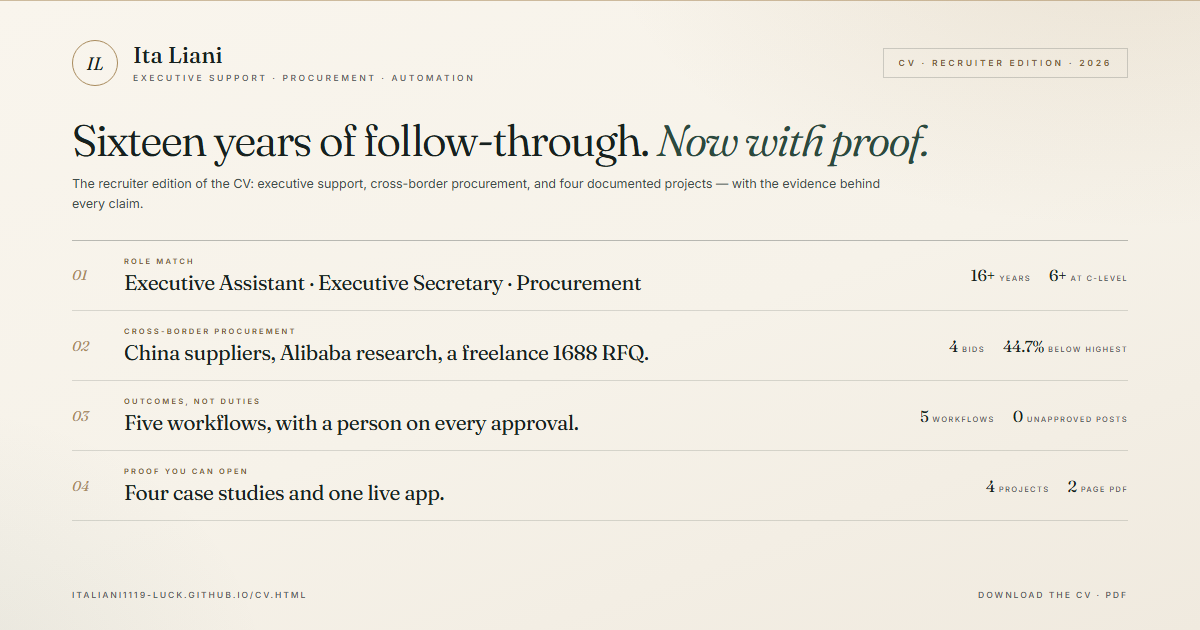 IL
Ita Liani
EXECUTIVE SUPPORT · PROCUREMENT · AUTOMATION
CV · RECRUITER EDITION · 2026
Sixteen years of follow-through. Now with proof.
The recruiter edition of the CV: executive support, cross-border procurement, and four documented projects — with the evidence behind
every claim.
01
ROLE MATCH
Executive Assistant · Executive Secretary · Procurement
16+ YEARS 6+ AT C-LEVEL
02
CROSS-BORDER PROCUREMENT
China suppliers, Alibaba research, a freelance 1688 RFQ.
4 BIDS 44.7% BELOW HIGHEST
03
OUTCOMES, NOT DUTIES
Five workflows, with a person on every approval.
5 WORKFLOWS 0 UNAPPROVED POSTS
04
PROOF YOU CAN OPEN
Four case studies and one live app.
4 PROJECTS 2 PAGE PDF
ITALIANI1119-LUCK.GITHUB.IO/CV.HTML
DOWNLOAD THE CV · PDF